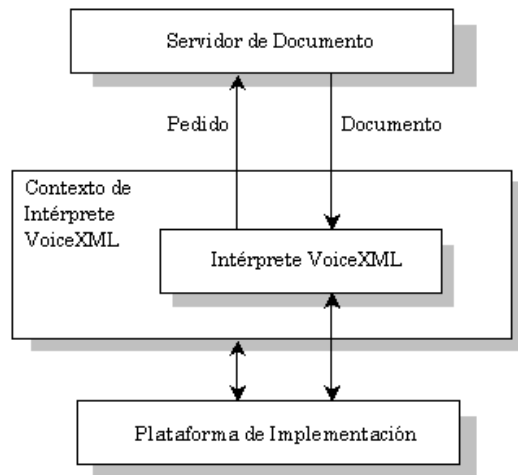 Servidor de Documento
Pedido
Documento
Contexto de
Intérprete
VoiceXML
Intérprete VoiceXML
Plataforma de Implementación